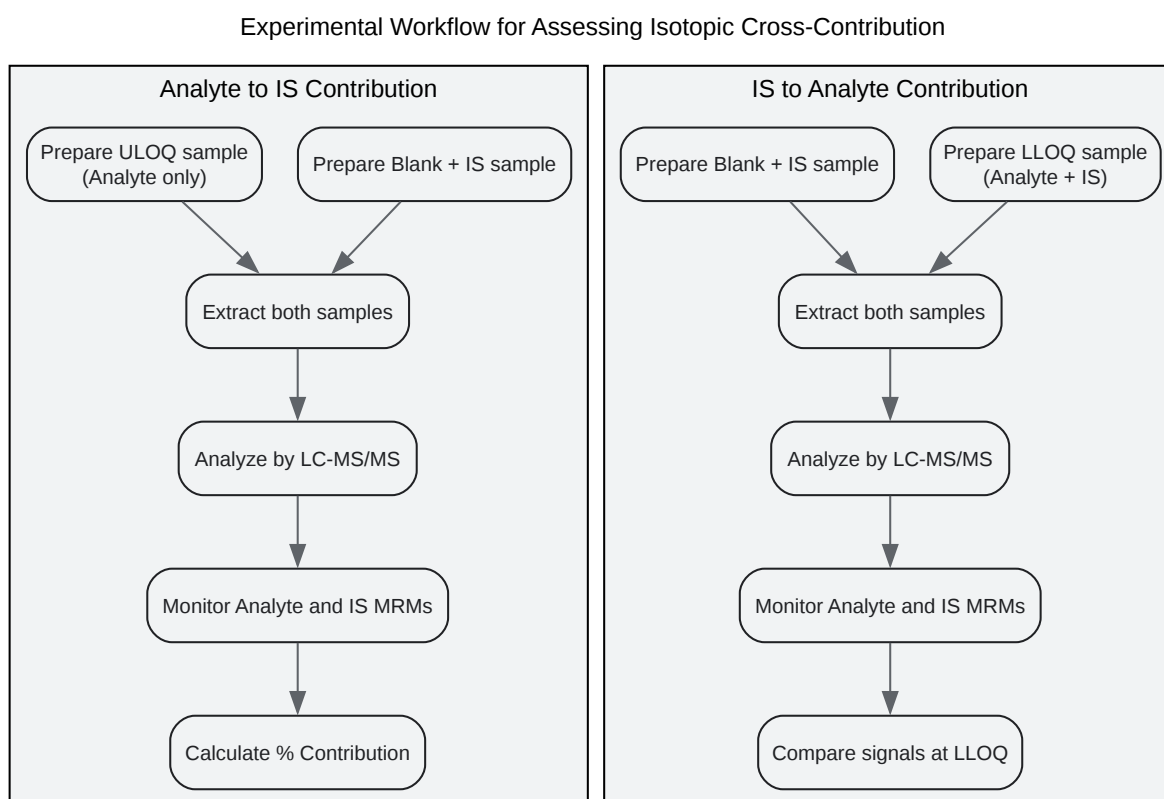 Experimental Workflow for Assessing Isotopic Cross-Contribution
Analyte to IS Contribution
Prepare ULOQ sample
(Analyte only)
Prepare Blank + IS sample
Extract both samples
Analyze by LC-MS/MS
Monitor Analyte and IS MRMs
Calculate % Contribution
IS to Analyte Contribution
Prepare Blank + IS sample
Prepare LLOQ sample
(Analyte + IS)
Extract both samples
Analyze by LC-MS/MS
Monitor Analyte and IS MRMs
Compare signals at LLOQ